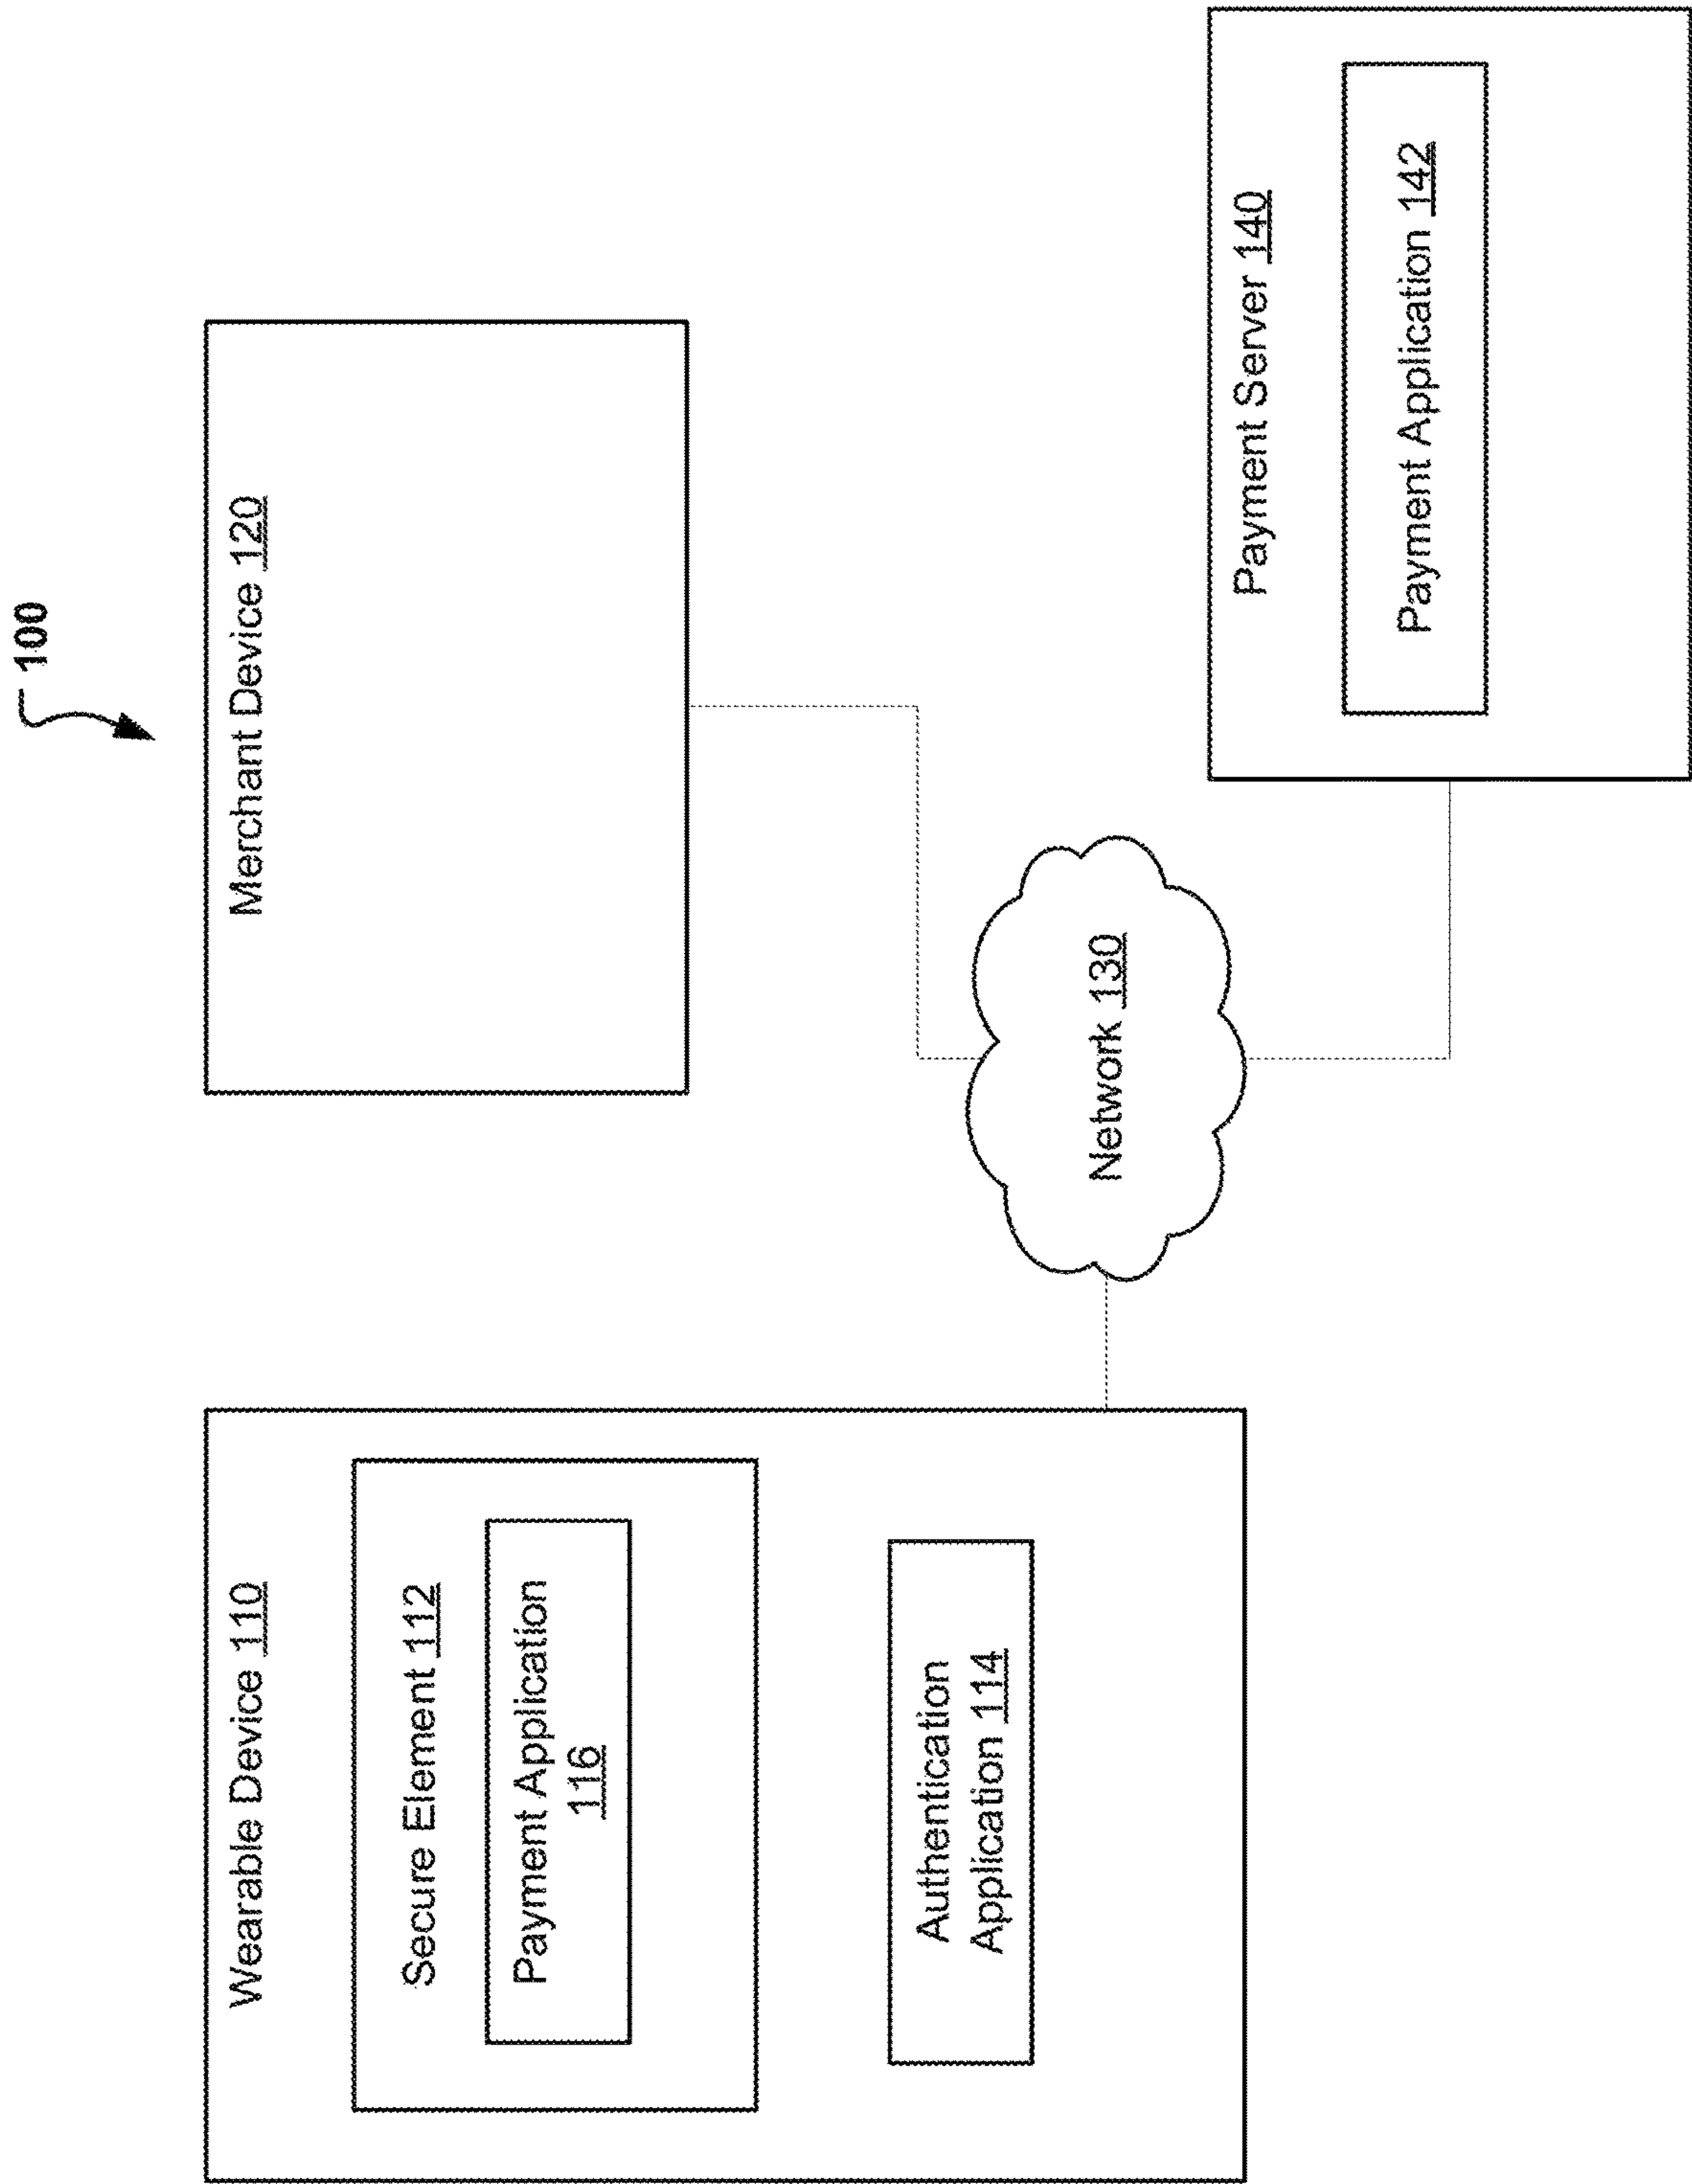 100
Wearable Device 110
Secure Element 112
Payment Application
116
Authentication
Application 114
Merchant Device 120
Network 130
Payment Server 140
Payment Application 142